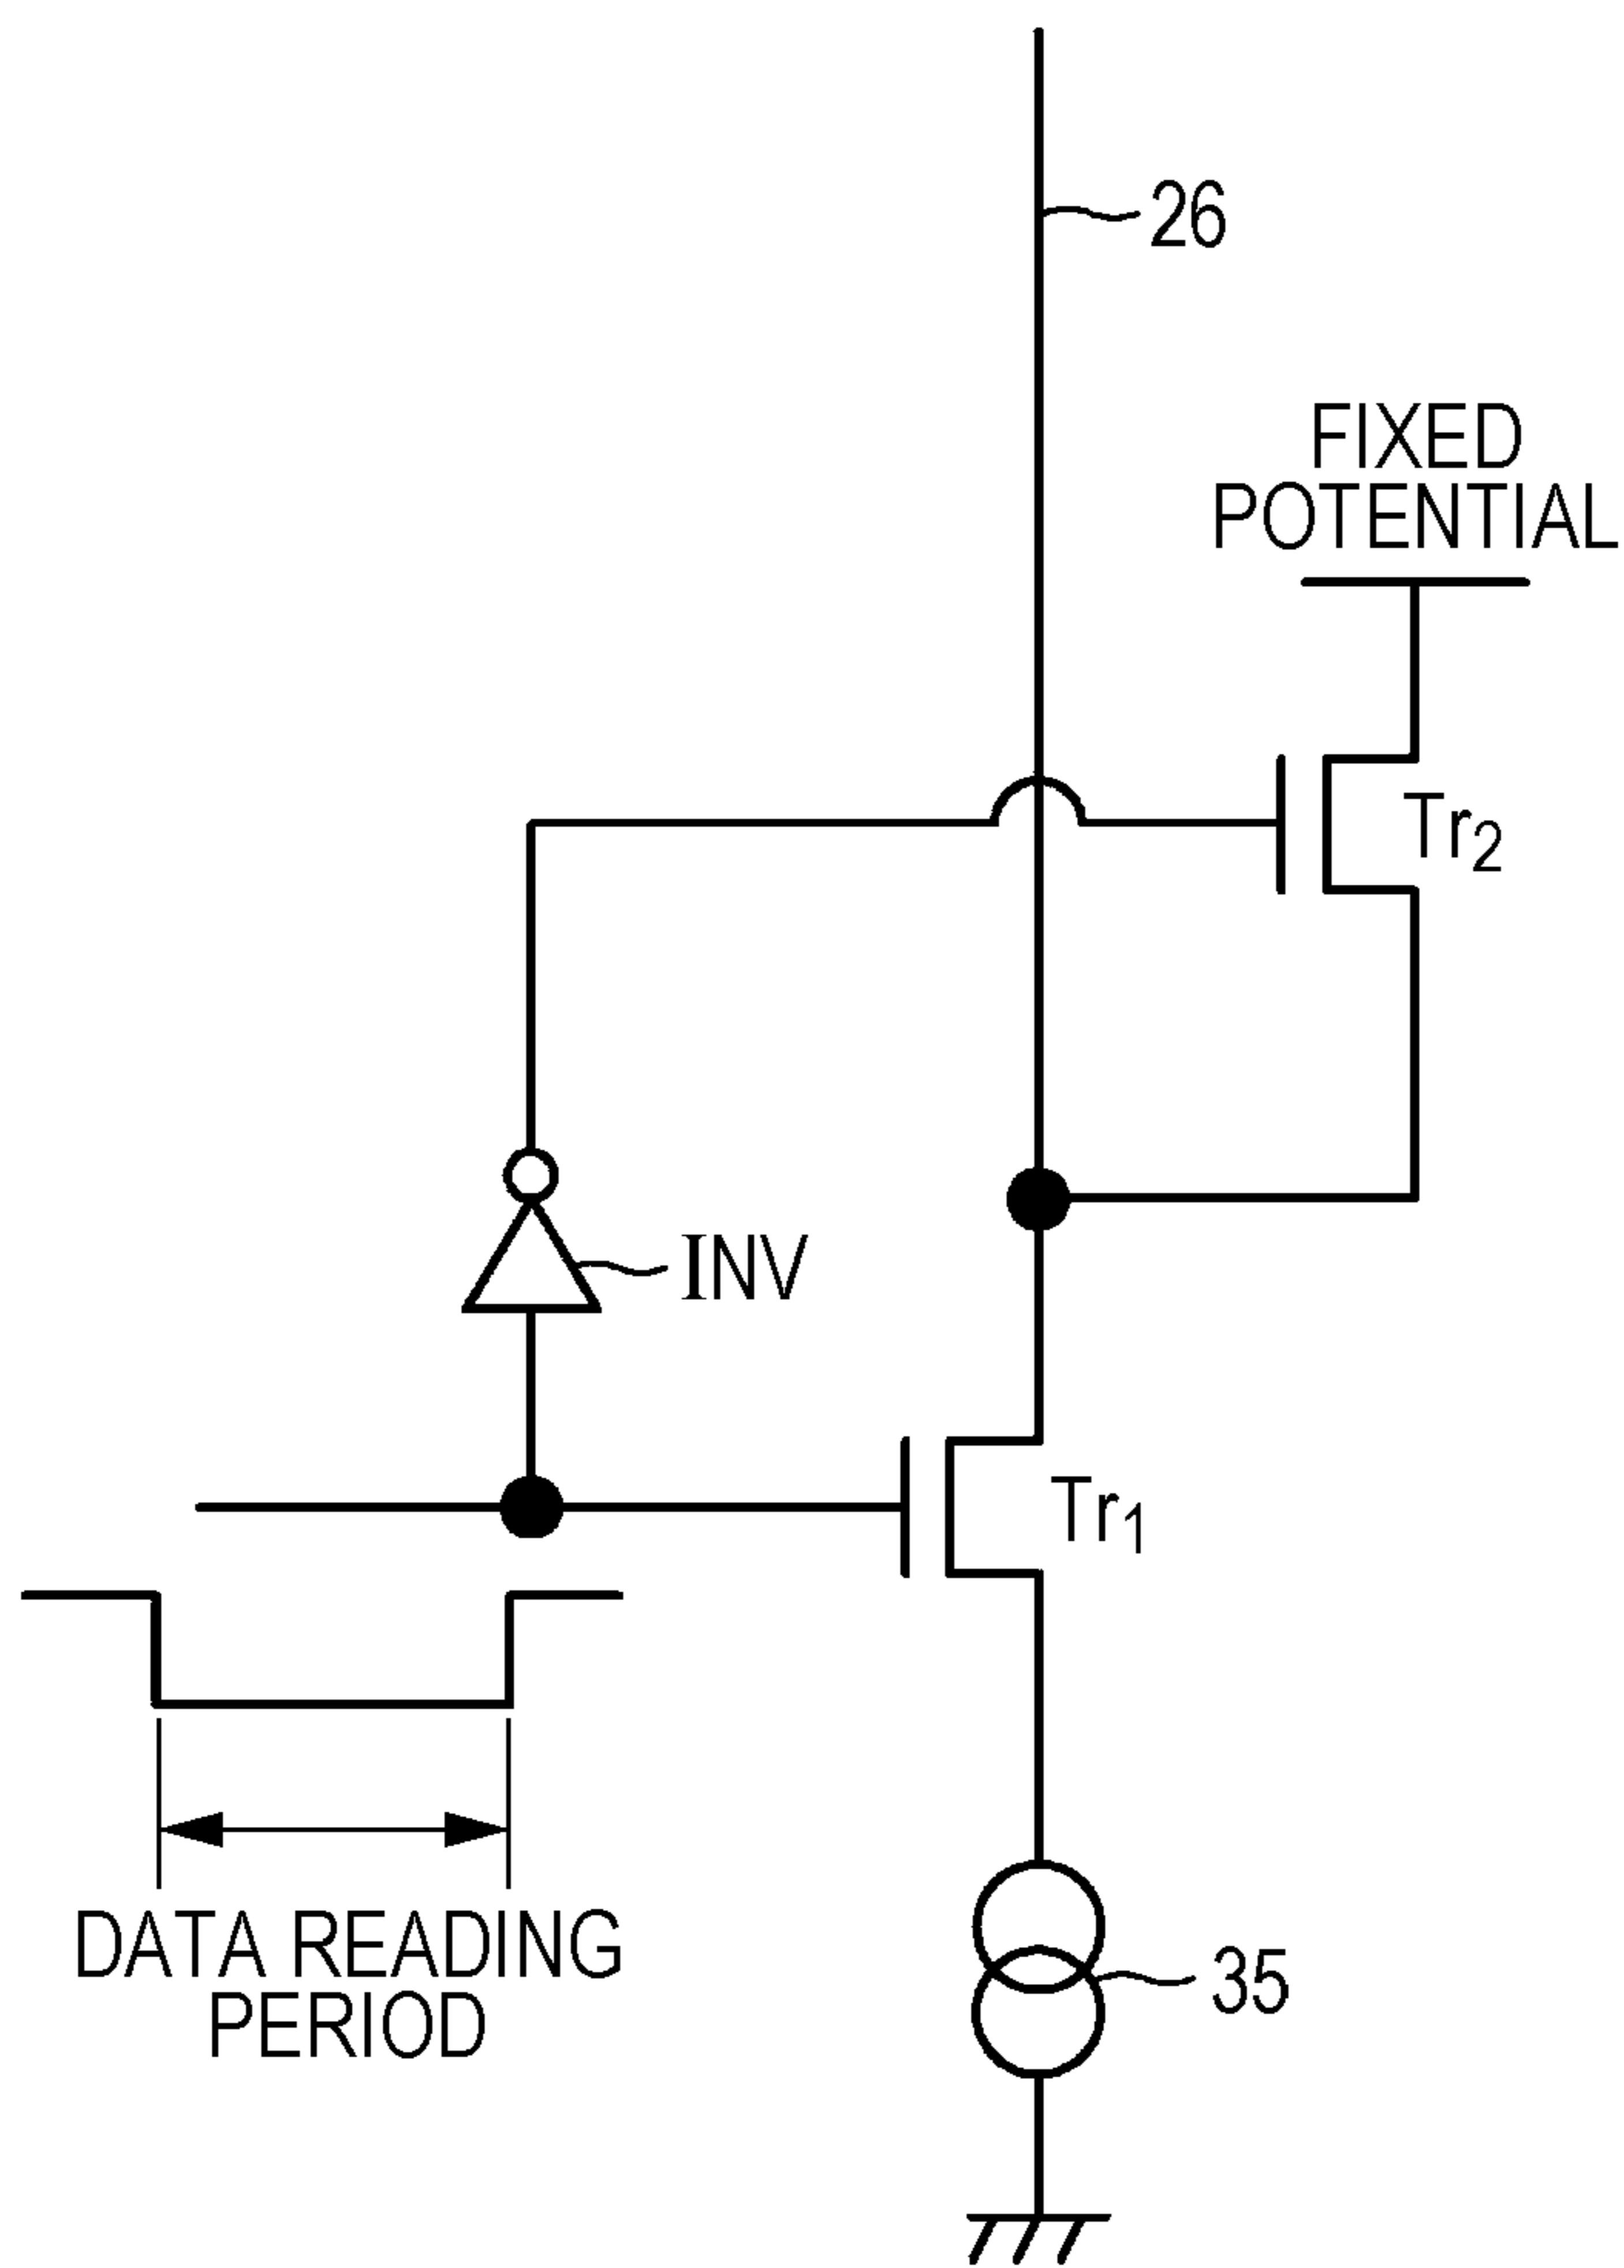 26
FIXED
POTENTIAL
Tr2
INV
Tr1
DATA READING
PERIOD
35